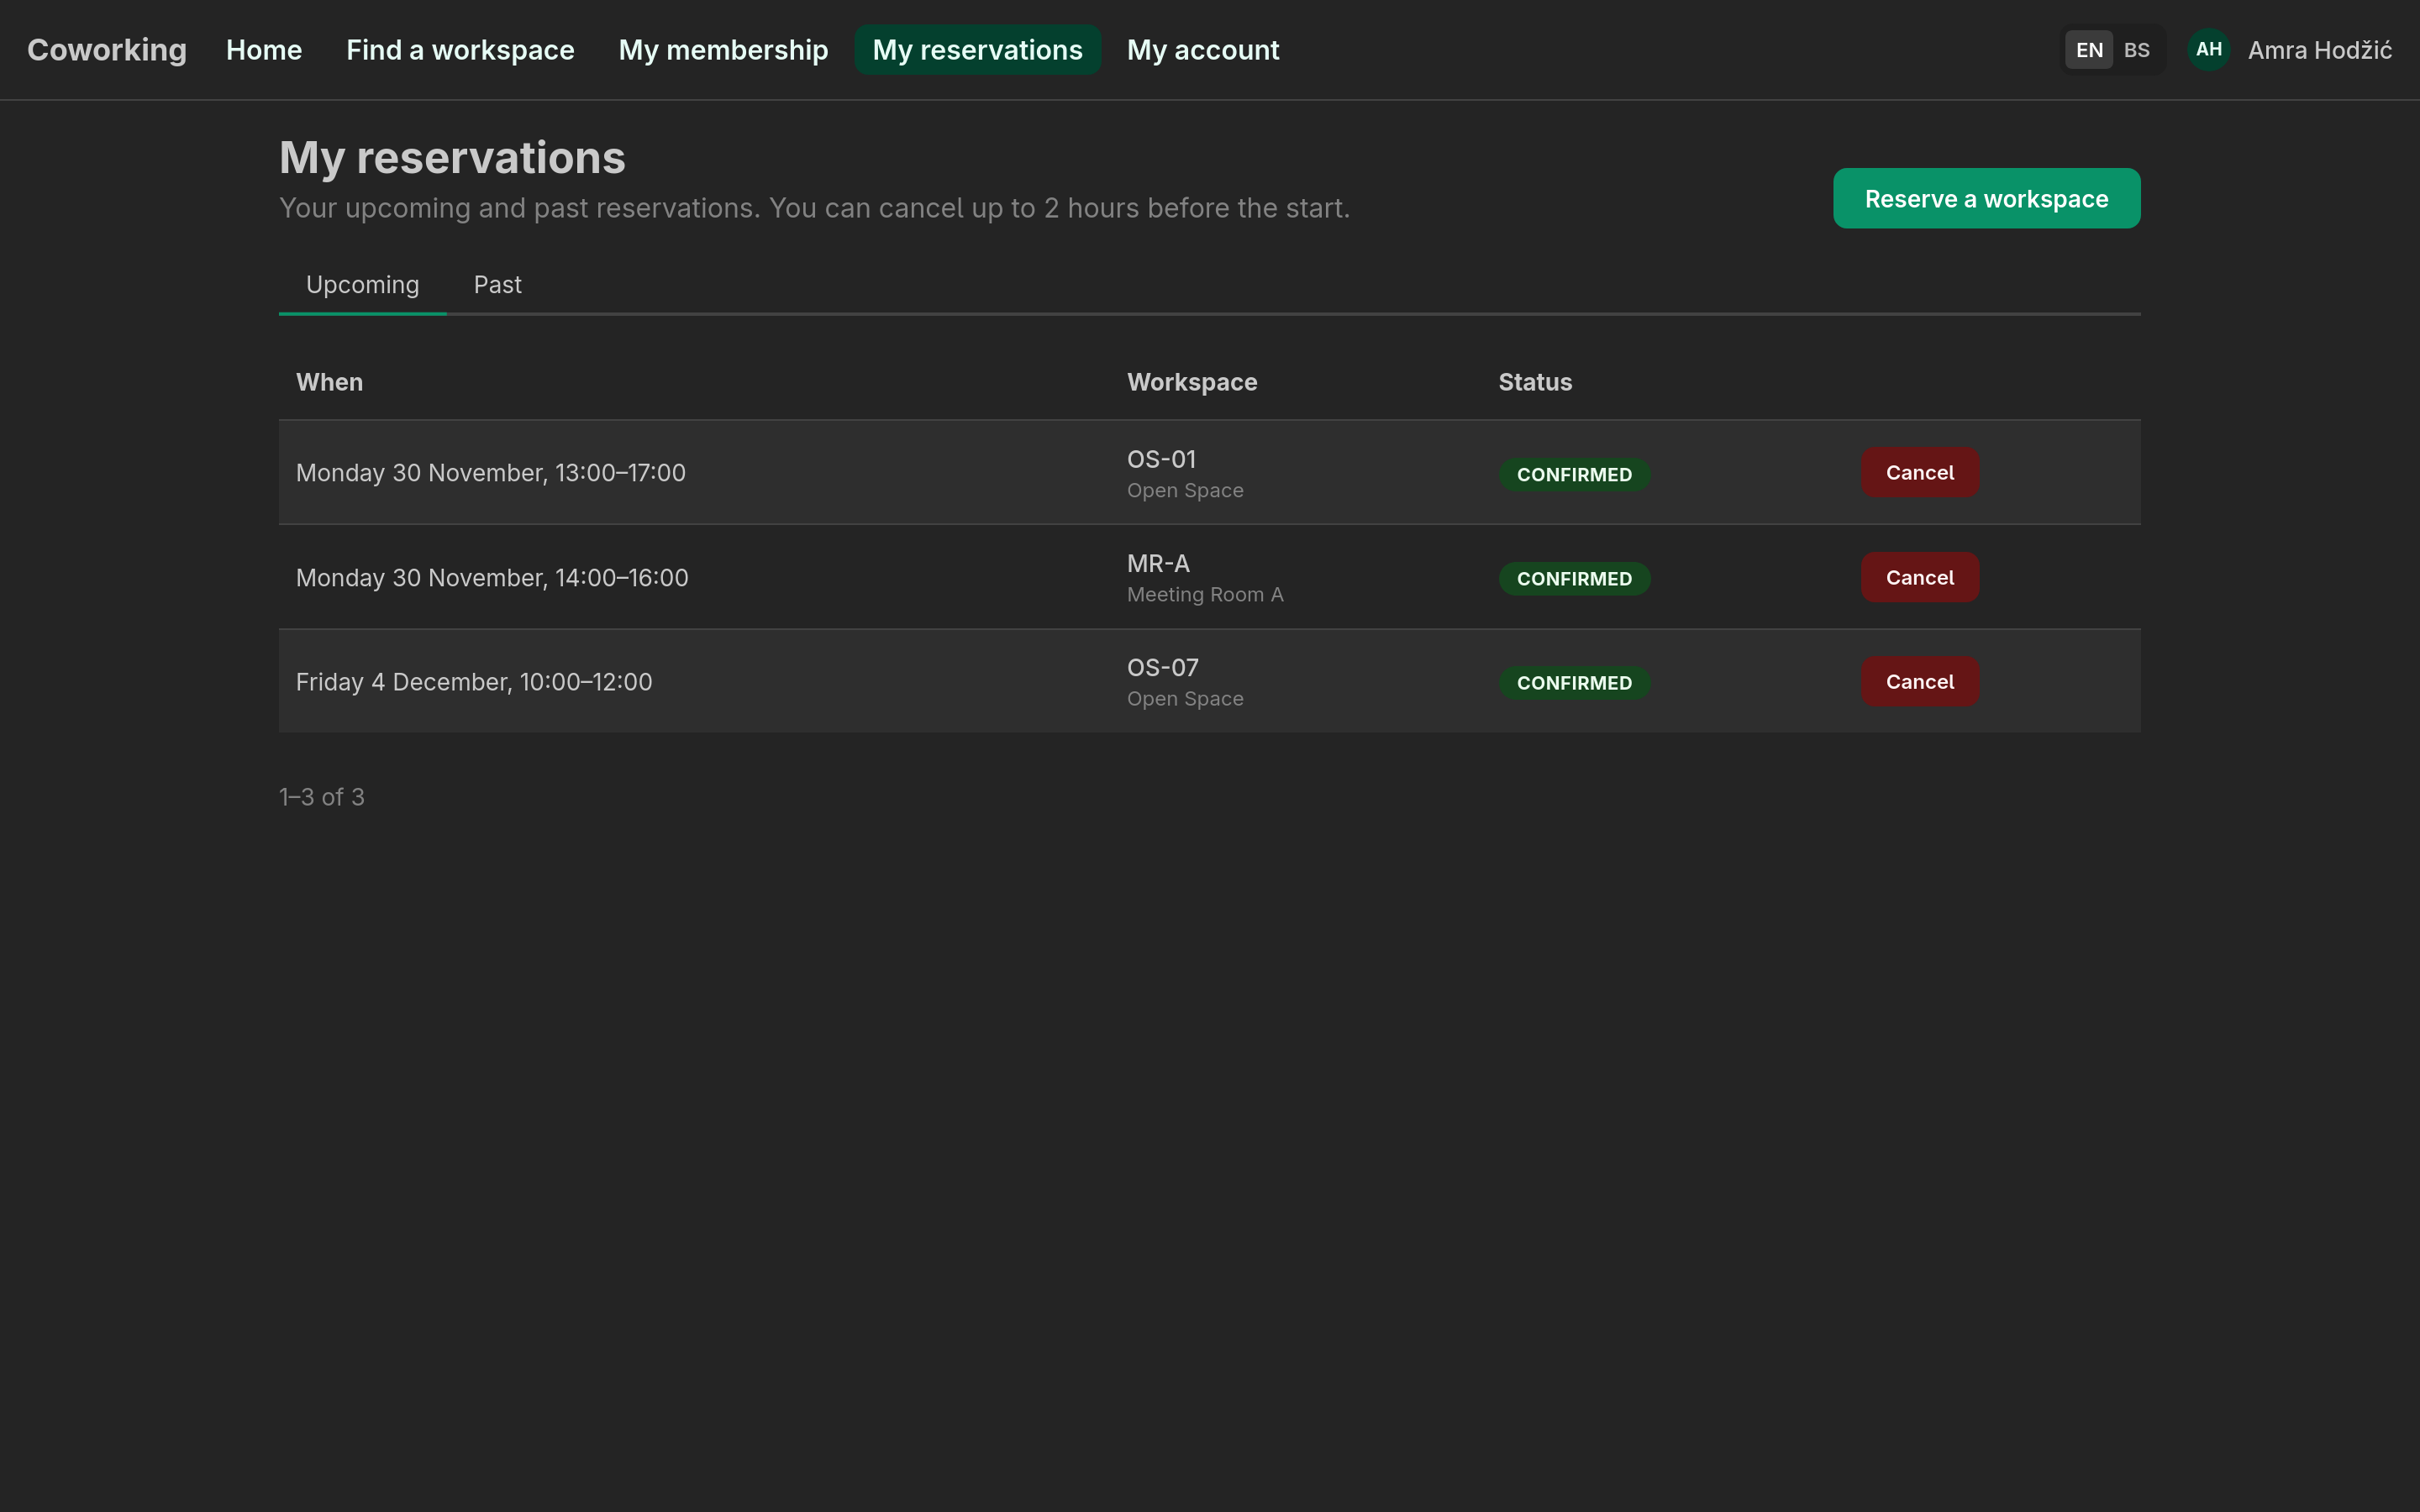 Coworking Home Find a workspace My membership My reservations My account EN BS AH Amra Hodžić
My reservations
Your upcoming and past reservations. You can cancel up to 2 hours before the start.
Reserve a workspace
Upcoming Past
When Workspace Status
Monday 30 November, 13:00–17:00 OS-01 CONFIRMED Cancel
Open Space
Monday 30 November, 14:00–16:00 MR-A CONFIRMED Cancel
Meeting Room A
Friday 4 December, 10:00–12:00 OS-07 CONFIRMED Cancel
Open Space
1–3 of 3